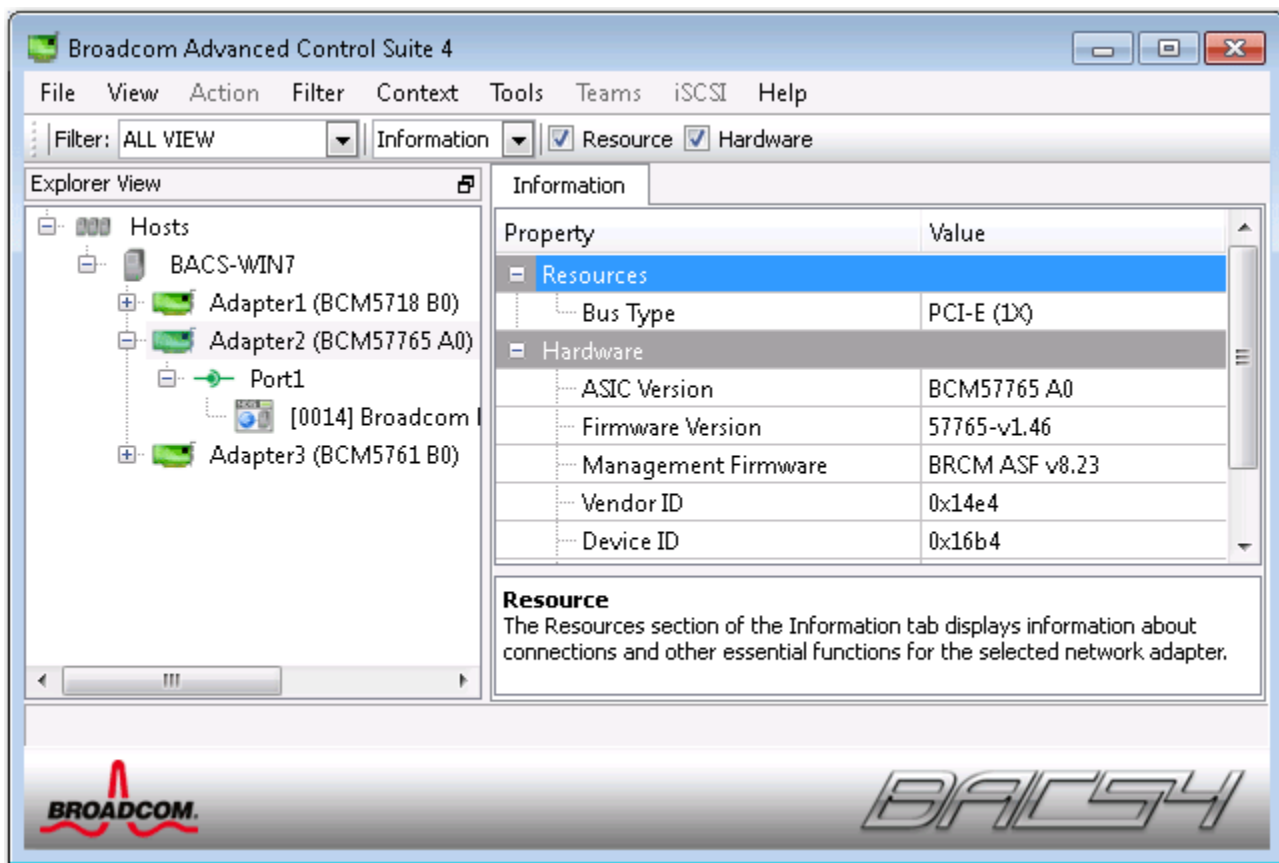 Broadcom Advanced Control Suite 4
File View Action Filter Context Tools Teams iSCSI Help
Filter: ALL VIEW Information Resource Hardware
Explorer View
Hosts
BACS-WIN7
Adapter1 (BCM5718 B0)
Adapter2 (BCM57765 A0)
Port1
[0014] Broadcom
Adapter3 (BCM5761 B0)
Information
Property Value
Resources
Bus Type PCI-E (1X)
Hardware
ASIC Version BCM57765 A0
Firmware Version 57765-v1.46
Management Firmware BRCM ASF v8.23
Vendor ID 0x14e4
Device ID 0x16b4
Resource
The Resources section of the Information tab displays information about
connections and other essential functions for the selected network adapter.
BROADCOM.
BACS4